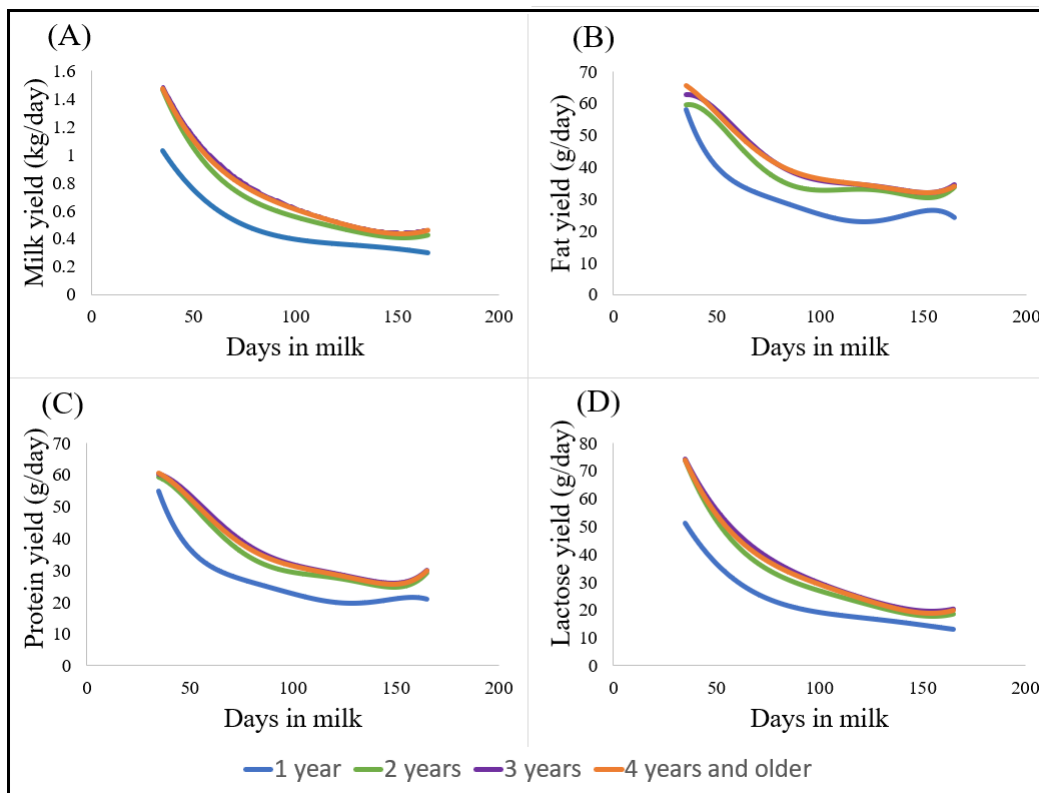 (A)
Milk yield (kg/day)
1.6
1.4
1.2
1
0.8
0.6
0.4
0.2
0
0 50 100 150 200
Days in milk
(B)
Fat yield (g/day)
70
60
50
40
30
20
10
0
0 50 100 150 200
Days in milk
(C)
Protein yield (g/day)
70
60
50
40
30
20
10
0
0 50 100 150 200
Days in milk
(D)
Lactose yield (g/day)
80
70
60
50
40
30
20
10
0
0 50 100 150 200
Days in milk
1 year 2 years 3 years 4 years and older